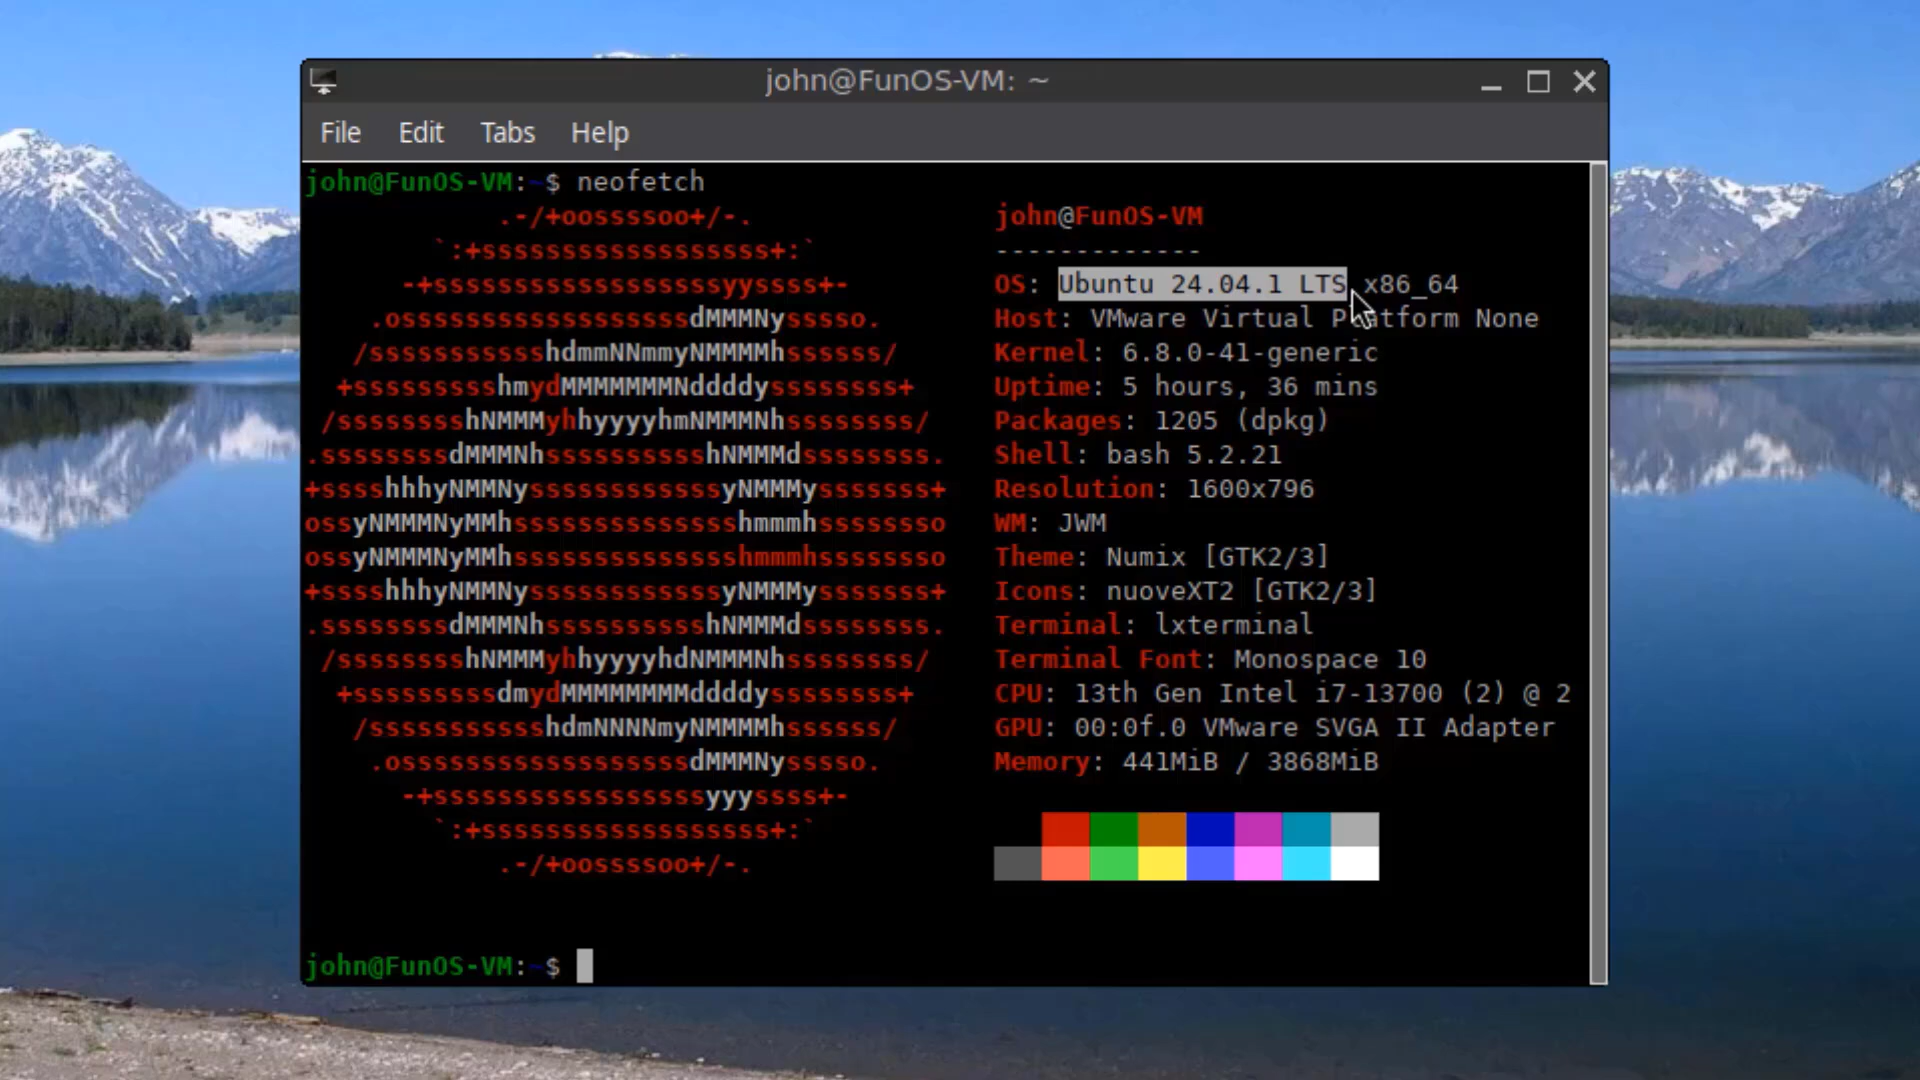 john@FunOS-VM: ~
File Edit Tabs Help
john@FunOS-VM:~$ neofetch
.-/+oossssoo+/-. john@FunOS-VM
`:+ssssssssssssssssss+:` -------------
-+ssssssssssssssssssyyssss+- OS: Ubuntu 24.04.1 LTS x86_64
.ossssssssssssssssssdMMMNysssso. Host: VMware Virtual Platform None
/ssssssssssshdmmNNmmyNMMMMhssssss/ Kernel: 6.8.0-41-generic
+ssssssssshmydMMMMMMMNddddyssssssss+ Uptime: 5 hours, 36 mins
/sssssssshNMMMyhhyyyyhmNMMMNhssssssss/ Packages: 1205 (dpkg)
.ssssssssdMMMNhsssssssssshNMMMdssssssss. Shell: bash 5.2.21
+sssshhhyNMMNyssssssssssssyNMMMysssssss+ Resolution: 1600x796
ossyNMMMNyMMhsssssssssssssshmmmhssssssso WM: JWM
ossyNMMMNyMMhsssssssssssssshmmmhssssssso Theme: Numix [GTK2/3]
+sssshhhyNMMNyssssssssssssyNMMMysssssss+ Icons: nuoveXT2 [GTK2/3]
.ssssssssdMMMNhsssssssssshNMMMdssssssss. Terminal: lxterminal
/sssssssshNMMMyhhyyyyhdNMMMNhssssssss/ Terminal Font: Monospace 10
+sssssssssdmydMMMMMMMMddddyssssssss+ CPU: 13th Gen Intel i7-13700 (2) @ 2
/ssssssssssshdmNNNNmyNMMMMhssssss/ GPU: 00:0f.0 VMware SVGA II Adapter
.ossssssssssssssssssdMMMNysssso. Memory: 441MiB / 3868MiB
-+sssssssssssssssssyyyssss+-
`:+ssssssssssssssssss+:`
.-/+oossssoo+/-.
john@FunOS-VM:~$